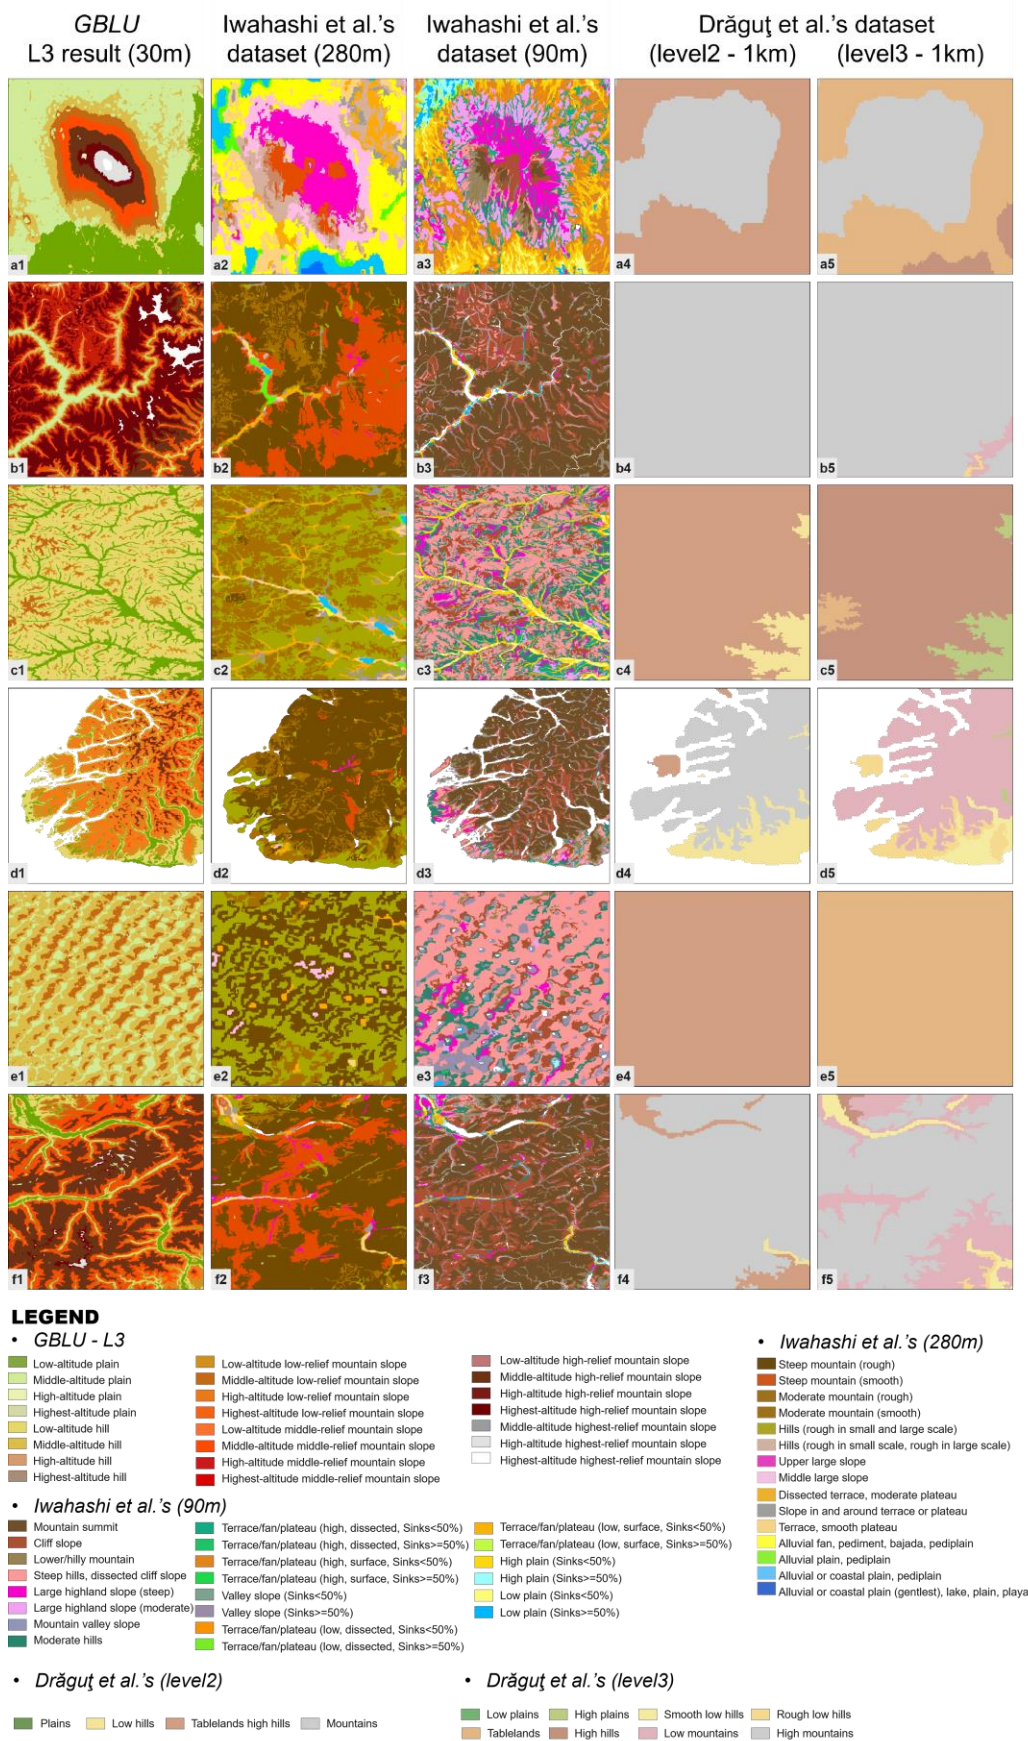 GBLU
L3 result (30m)
Iwahashi et al.'s
dataset (280m)
Iwahashi et al.'s
dataset (90m)
Drăguţ et al.'s dataset
(level2 - 1km) (level3 - 1km)
a1 a2 a3 a4 a5
b1 b2 b3 b4 b5
c1 c2 c3 c4 c5
d1 d2 d3 d4 d5
e1 e2 e3 e4 e5
f1 f2 f3 f4 f5
LEGEND
• GBLU - L3
Low-altitude plain
Middle-altitude plain
High-altitude plain
Highest-altitude plain
Low-altitude hill
Middle-altitude hill
High-altitude hill
Highest-altitude hill
Low-altitude low-relief mountain slope
Middle-altitude low-relief mountain slope
High-altitude low-relief mountain slope
Highest-altitude low-relief mountain slope
Low-altitude middle-relief mountain slope
Middle-altitude middle-relief mountain slope
High-altitude middle-relief mountain slope
Highest-altitude middle-relief mountain slope
Low-altitude high-relief mountain slope
Middle-altitude high-relief mountain slope
High-altitude high-relief mountain slope
Highest-altitude high-relief mountain slope
Middle-altitude highest-relief mountain slope
High-altitude highest-relief mountain slope
Highest-altitude highest-relief mountain slope
• Iwahashi et al.'s (280m)
Steep mountain (rough)
Steep mountain (smooth)
Moderate mountain (rough)
Moderate mountain (smooth)
Hills (rough in small and large scale)
Hills (rough in small scale, rough in large scale)
Upper large slope
Middle large slope
Dissected terrace, moderate plateau
Slope in and around terrace or plateau
Terrace, smooth plateau
Alluvial fan, pediment, bajada, pediplain
Alluvial plain, pediplain
Alluvial or coastal plain, pediplain
Alluvial or coastal plain (gentlest), lake, plain, playa
• Iwahashi et al.'s (90m)
Mountain summit
Cliff slope
Lower/hilly mountain
Steep hills, dissected cliff slope
Large highland slope (steep)
Large highland slope (moderate)
Mountain valley slope
Moderate hills
Terrace/fan/plateau (high, dissected, Sinks<50%)
Terrace/fan/plateau (high, dissected, Sinks>=50%)
Terrace/fan/plateau (high, surface, Sinks<50%)
Terrace/fan/plateau (high, surface, Sinks>=50%)
Valley slope (Sinks<50%)
Valley slope (Sinks>=50%)
Terrace/fan/plateau (low, dissected, Sinks<50%)
Terrace/fan/plateau (low, dissected, Sinks>=50%)
Terrace/fan/plateau (low, surface, Sinks<50%)
Terrace/fan/plateau (low, surface, Sinks>=50%)
High plain (Sinks<50%)
High plain (Sinks>=50%)
Low plain (Sinks<50%)
Low plain (Sinks>=50%)
• Drăguţ et al.'s (level2)
Plains Low hills Tablelands high hills Mountains
• Drăguţ et al.'s (level3)
Low plains High plains Smooth low hills Rough low hills
Tablelands High hills Low mountains High mountains